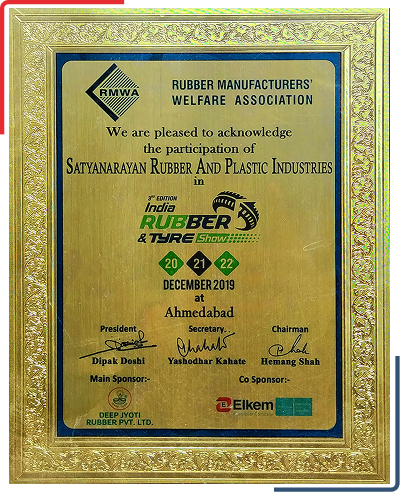 RMWA
RUBBER MANUFACTURERS'
WELFARE ASSOCIATION
We are pleased to acknowledge
the participation of
SATYANARAYAN RUBBER AND PLASTIC INDUSTRIES
in
3RD EDITION
India
RUBBER
& TYRE Show
20 21 22
DECEMBER 2019
at
Ahmedabad
President Secretary. Chairman
Dipak Doshi Yashodhar Kahate Hemang Shah
Main Sponsor:- Co Sponsor:-
DEEP JYOTI
RUBBER PVT. LTD.
Elkem